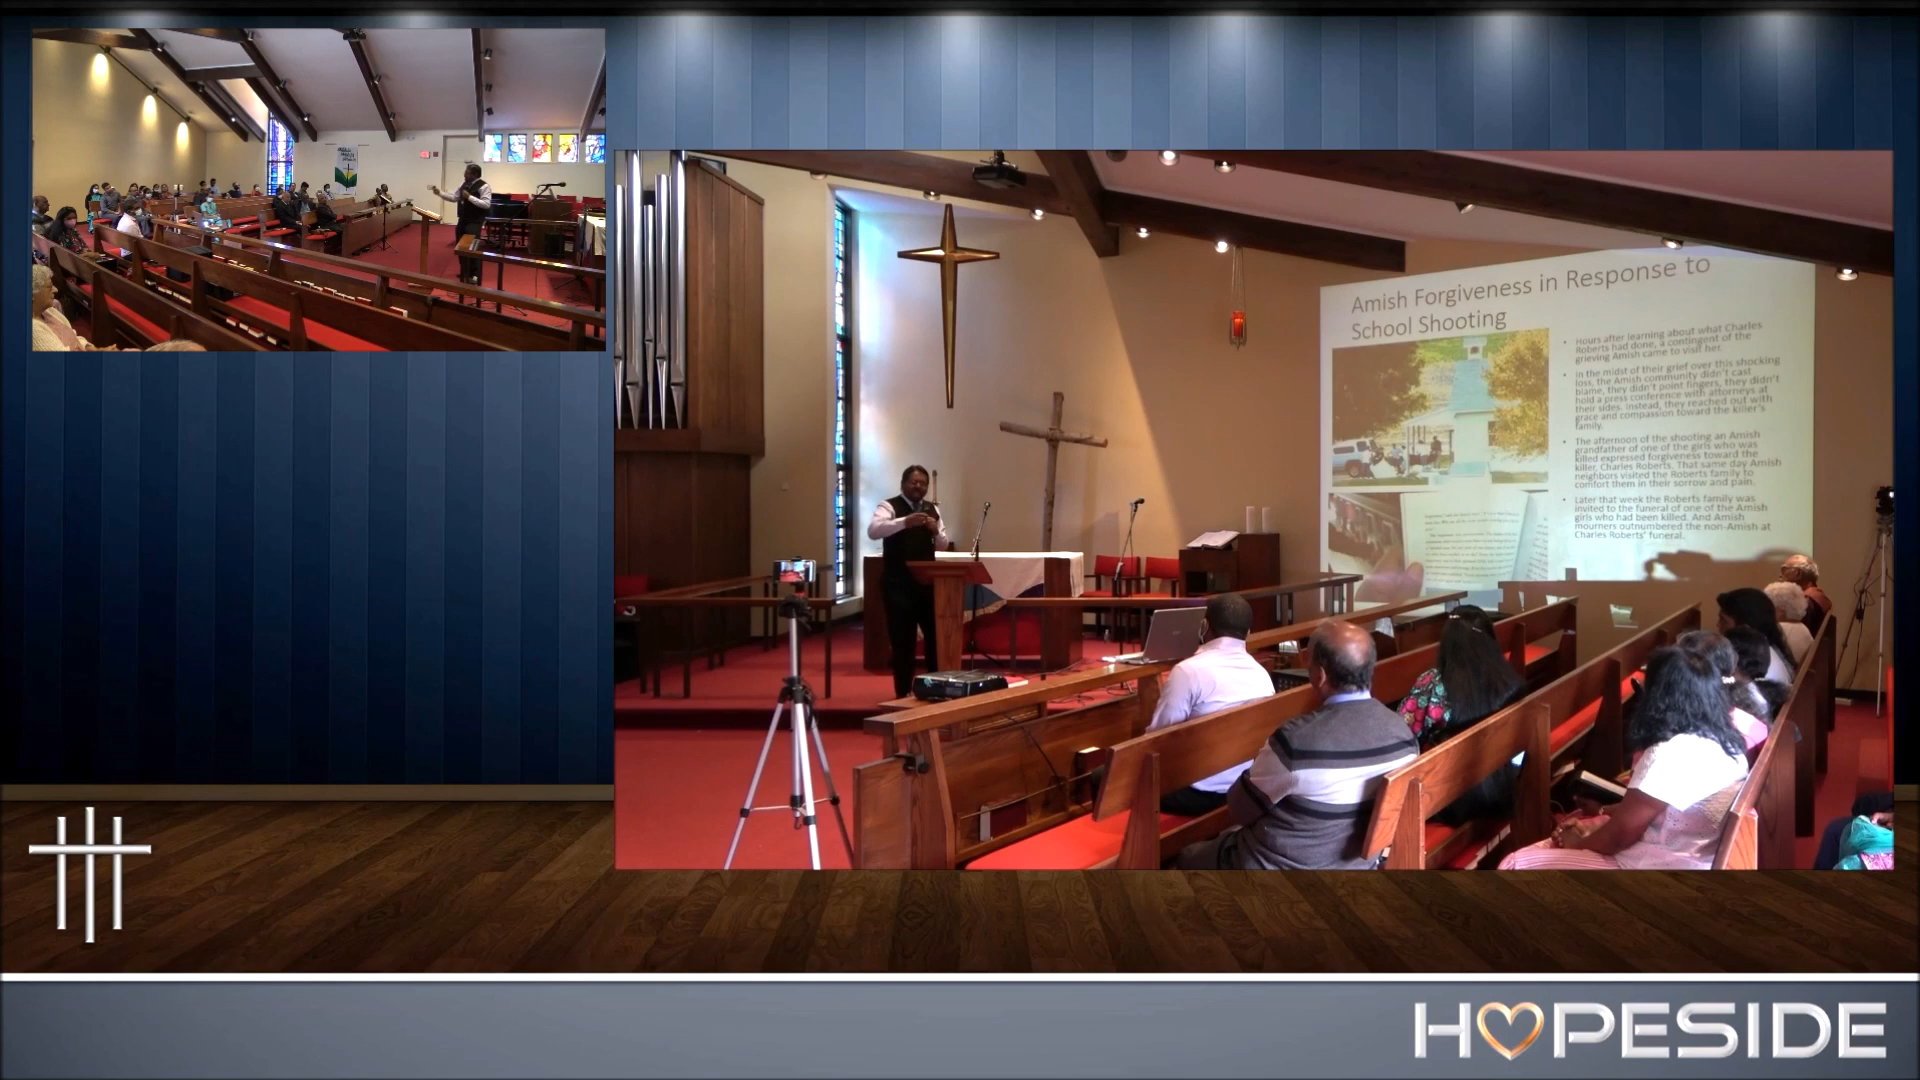 Amish Forgiveness in Response to
School Shooting
• Hours after learning about what Charles
Roberts had done, a contingent of the
grieving Amish came to visit her.
• In the midst of their grief over this shocking
loss, the Amish community didn't cast
blame, they didn't point fingers, they didn't
hold a press conference with attorneys at
their sides. Instead, they reached out with
grace and compassion toward the killer's
family.
• The afternoon of the shooting an Amish
grandfather of one of the girls who was
killed expressed forgiveness toward the
killer, Charles Roberts. That same day Amish
neighbors visited the Roberts family to
comfort them in their sorrow and pain.
• Later that week the Roberts family was
invited to the funeral of one of the Amish
girls who had been killed. And Amish
mourners outnumbered the non-Amish at
Charles Roberts' funeral.
HOPESIDE